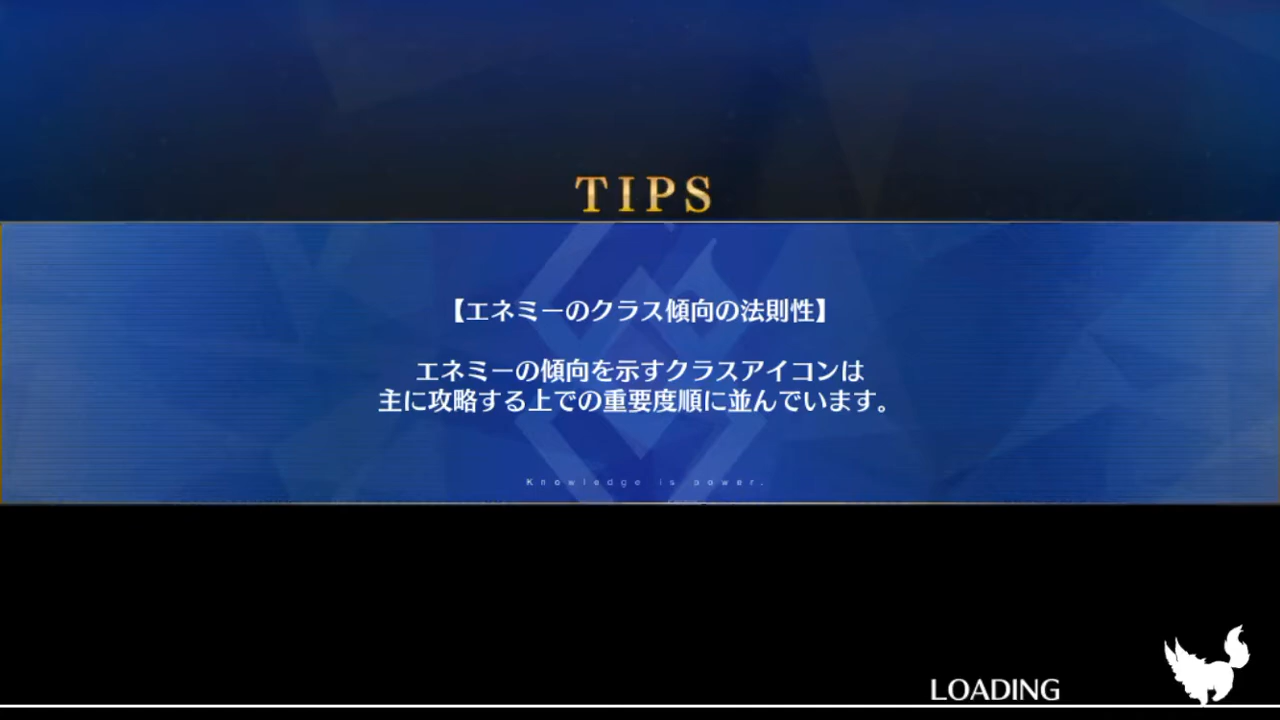 TIPS
【エネミーのクラス傾向の法則性】
エネミーの傾向を示すクラスアイコンは
主に攻略する上での重要度順に並んでいます。
Knowledge is power.
LOADING